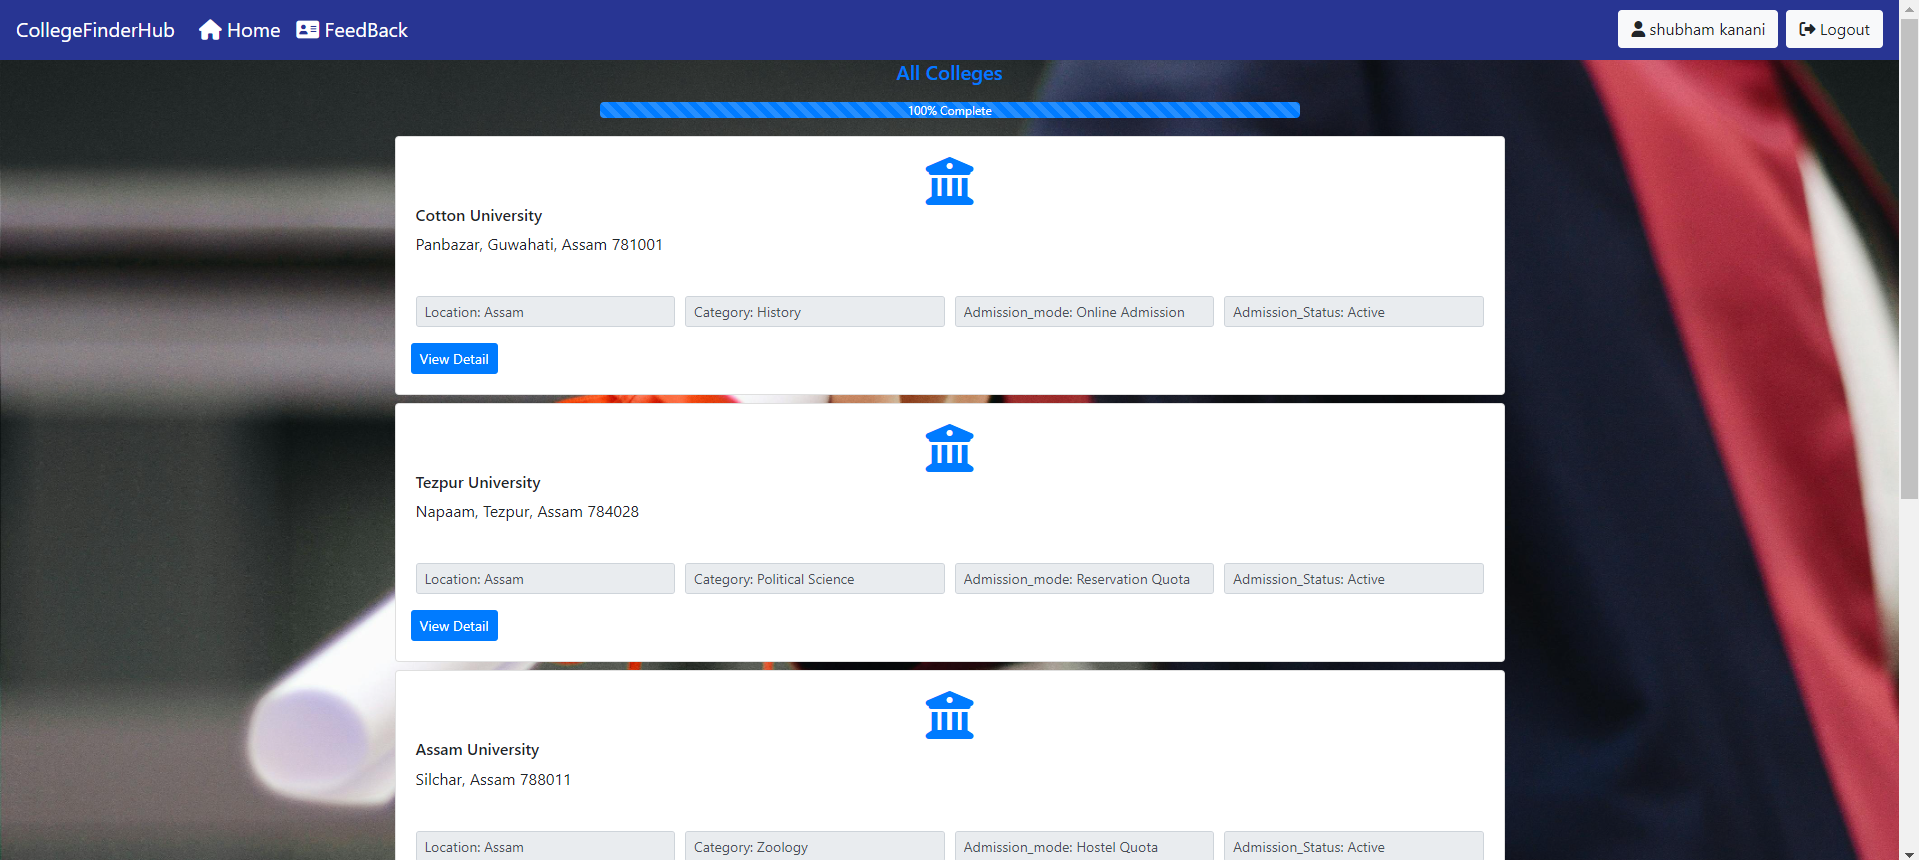 CollegeFinderHub Home FeedBack shubham kanani Logout
All Colleges
100% Complete
Cotton University
Panbazar, Guwahati, Assam 781001
Location: Assam Category: History Admission_mode: Online Admission Admission_Status: Active
View Detail
Tezpur University
Napaam, Tezpur, Assam 784028
Location: Assam Category: Political Science Admission_mode: Reservation Quota Admission_Status: Active
View Detail
Assam University
Silchar, Assam 788011
Location: Assam Category: Zoology Admission_mode: Hostel Quota Admission_Status: Active